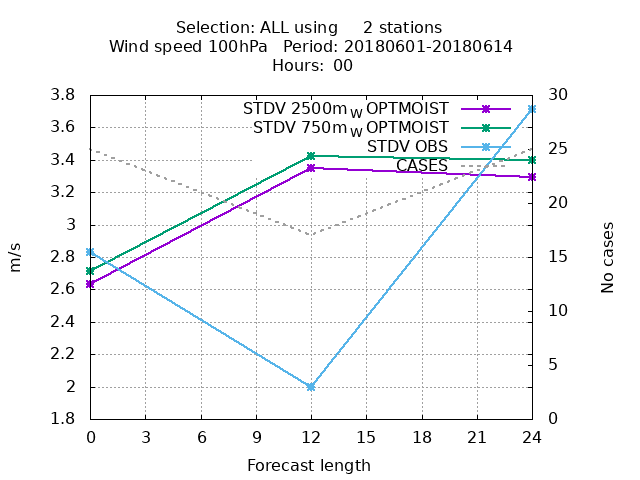 Selection: ALL using 2 stations
Wind speed 100hPa Period: 20180601-20180614
Hours: 00
STDV 2500m_W OPTMOIST
STDV 750m_W OPTMOIST
STDV OBS
CASES
3.8
3.6
3.4
3.2
3
2.8
2.6
2.4
2.2
2
1.8
m/s
30
25
20
15
10
5
0
No cases
0 3 6 9 12 15 18 21 24
Forecast length